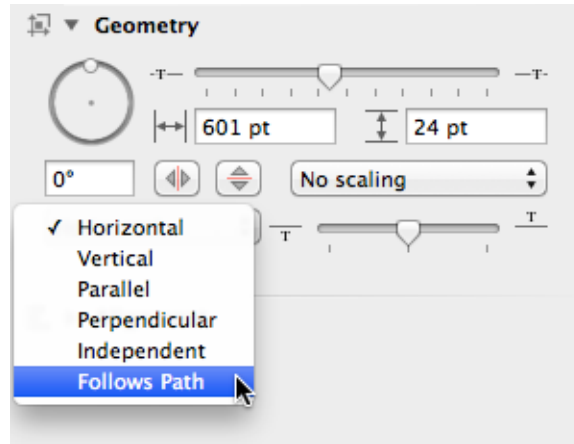 Geometry
-T— —T-
601 pt 24 pt
0° No scaling
✓ Horizontal T T
Vertical
Parallel
Perpendicular
Independent
Follows Path